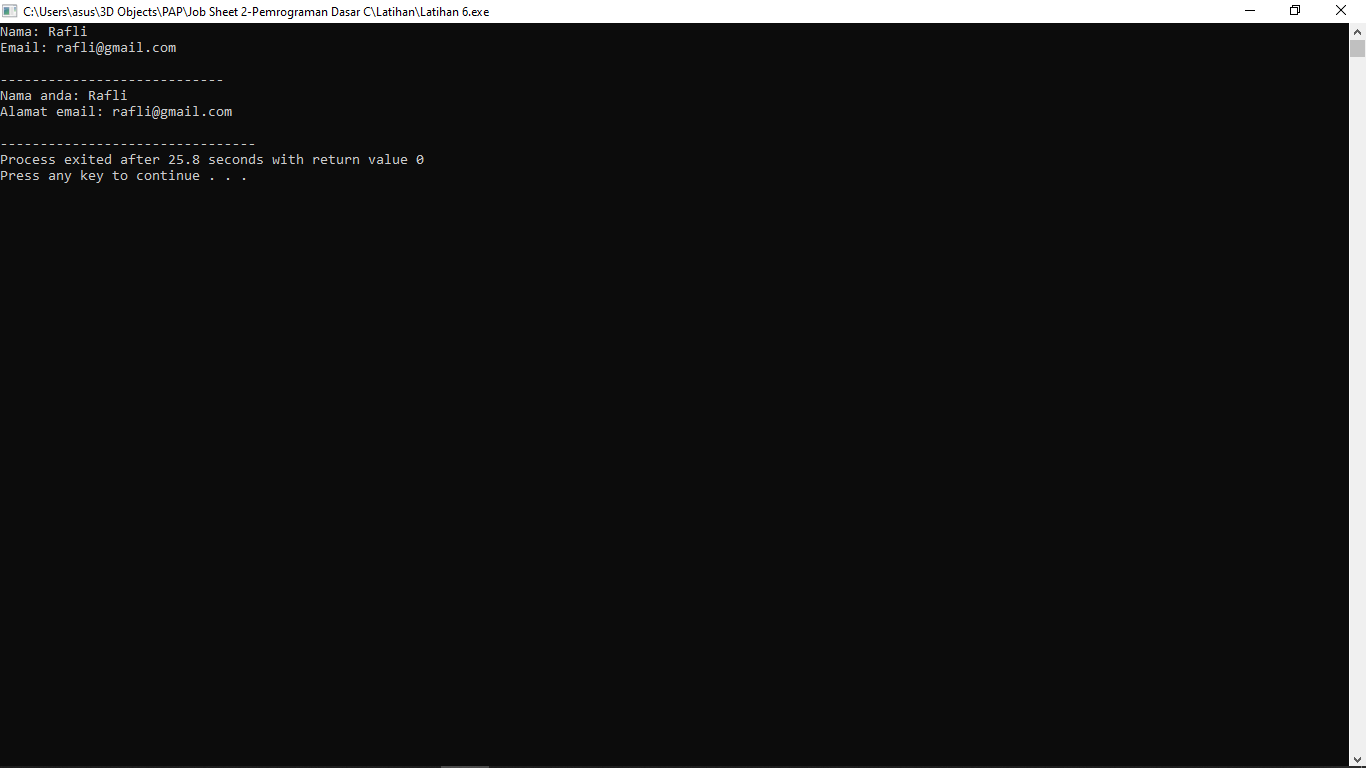 C:\Users\asus\3D Objects\PAP\Job Sheet 2-Pemrograman Dasar C\Latihan\Latihan 6.exe
Nama: Rafli
Email: rafli@gmail.com
----------------------------
Nama anda: Rafli
Alamat email: rafli@gmail.com
--------------------------------
Process exited after 25.8 seconds with return value 0
Press any key to continue . . .